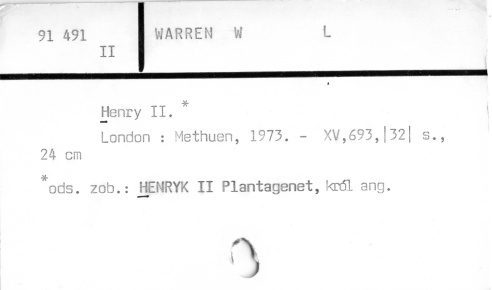 91 491 WARREN W L
II
Henry II. *
London : Methuen, 1973. - XV,693,|32| s.,
24 cm
*ods. zob.: HENRYK II Plantagenet, król ang.